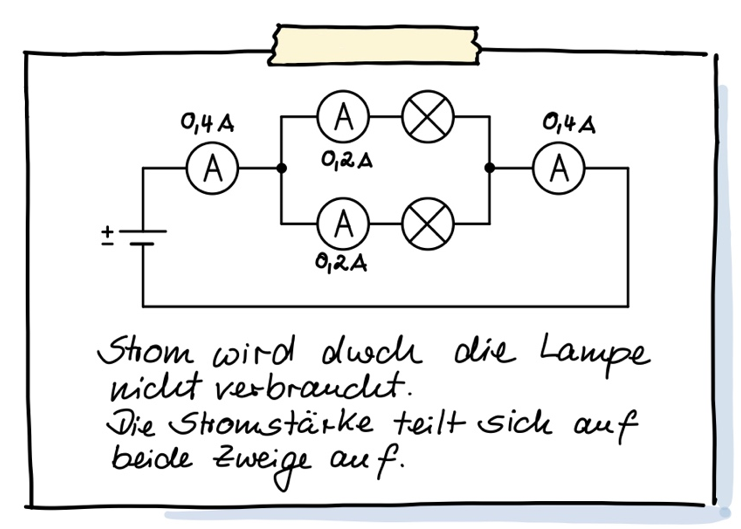 0,4A
0,4A
A
0,2A
A
A
A
0,2A
±
Strom wird durch die Lampe
nicht verbraucht.
Die Stromstärke teilt sich auf
beide Zweige auf.